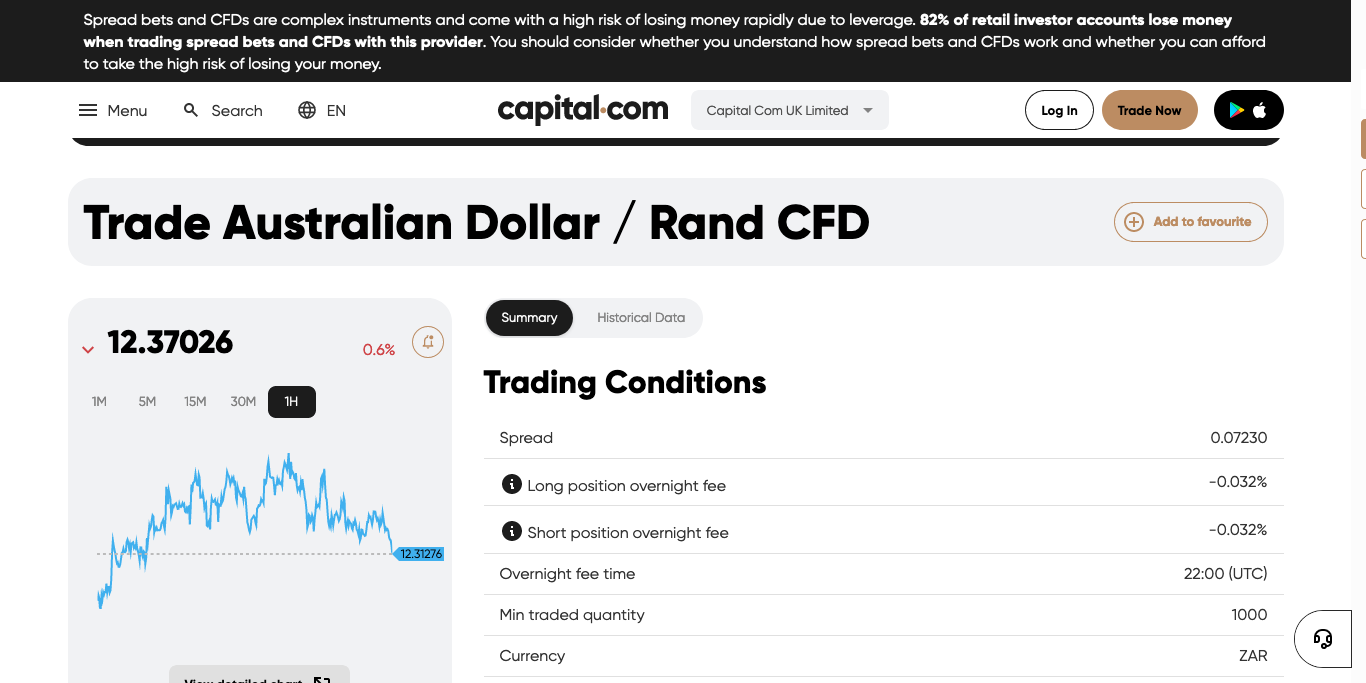 Spread bets and CFDs are complex instruments and come with a high risk of losing money rapidly due to leverage. 82% of retail investor accounts lose money
when trading spread bets and CFDs with this provider. You should consider whether you understand how spread bets and CFDs work and whether you can afford
to take the high risk of losing your money.
Menu Search EN capital.com Capital Com UK Limited Log In Trade Now
Trade Australian Dollar / Rand CFD Add to favourite
12.37026 0.6%
1M 5M 15M 30M 1H
12.31276
View detailed chart
Summary Historical Data
Trading Conditions
Spread 0.07230
Long position overnight fee -0.032%
Short position overnight fee -0.032%
Overnight fee time 22:00 (UTC)
Min traded quantity 1000
Currency ZAR